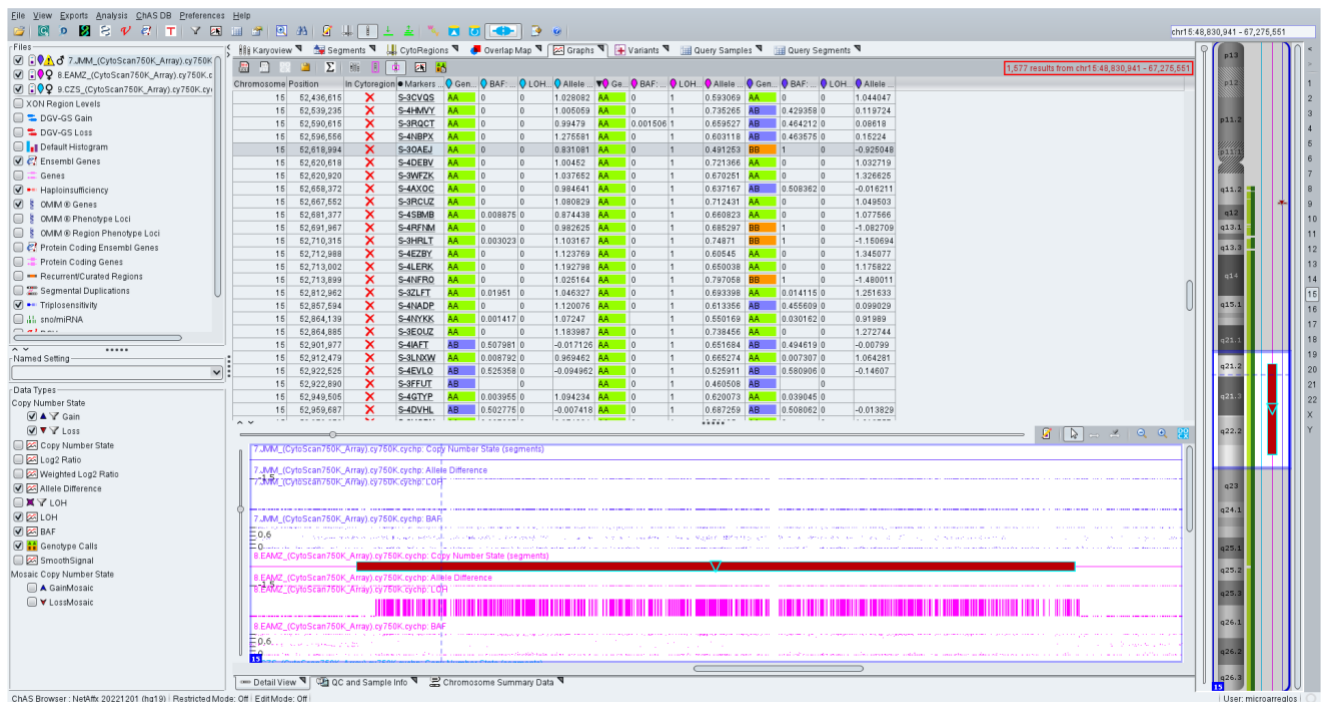 File View Exports Analysis ChAS DB Preferences Help
chr15:48,830,941 - 67,275,551
Files
7.JMM_(CytoScan750K_Array).cy750K
8.EAMZ_(CytoScan750K_Array).cy750K.c
9.CZS_(CytoScan750K_Array).cy750K.cy
XON Region Levels
DGV-GS Gain
DGV-GS Loss
Default Histogram
Ensembl Genes
Genes
Haploinsufficiency
OMIM ® Genes
OMIM ® Phenotype Loci
OMIM ® Region Phenotype Loci
Protein Coding Ensembl Genes
Protein Coding Genes
Recurrent/Curated Regions
Segmental Duplications
Triplosensitivity
sno/miRNA
Named Setting
Data Types
Copy Number State
Gain
Loss
Copy Number State
Log2 Ratio
Weighted Log2 Ratio
Allele Difference
LOH
LOH
BAF
Genotype Calls
SmoothSignal
Mosaic Copy Number State
GainMosaic
LossMosaic
Karyoview Segments CytoRegions Overlap Map Graphs Variants Query Samples Query Segments
1,577 results from chr15:48,830,941 - 67,275,551
Chromosome Position In Cytoregion Markers Gen... BAF:... LOH... Allele ... Ge... BAF:... LOH... Allele ... Gen... BAF:... LOH... Allele ...
15 52,436,615 S-3CVQS AA 0 0 1.028082 AA 0 1 0.593069 AA 0 0 1.044047
15 52,539,235 S-4HMVY AA 0 0 1.005059 AA 0 1 0.735265 AB 0.429358 0 0.119724
15 52,590,615 S-3RQCT AA 0 0 0.99479 AA 0.001506 1 0.659527 AB 0.464212 0 0.08618
15 52,596,556 S-4NBPX AA 0 0 1.275581 AA 0 1 0.603118 AB 0.463575 0 0.15224
15 52,618,994 S-3OAEJ AA 0 0 0.831081 AA 0 1 0.491253 BB 1 0 -0.925048
15 52,620,618 S-4DEBV AA 0 0 1.00452 AA 0 1 0.721366 AA 0 0 1.032719
15 52,620,920 S-3WFZK AA 0 0 1.037652 AA 0 1 0.670251 AA 0 0 1.326625
15 52,658,372 S-4AXOC AA 0 0 0.984641 AA 0 1 0.637167 AB 0.508362 0 -0.016211
15 52,667,552 S-3RCUZ AA 0 0 1.080829 AA 0 1 0.712431 AA 0 0 1.049503
15 52,681,377 S-4SBMB AA 0.008875 0 0.874438 AA 0 1 0.660823 AA 0 0 1.077566
15 52,691,967 S-4RFNM AA 0 0 0.982625 AA 0 1 0.685297 BB 1 0 -1.082709
15 52,710,315 S-3HRLT AA 0.003023 0 1.103167 AA 0 1 0.74871 BB 1 0 -1.150694
15 52,712,988 S-4EZBY AA 0 0 1.123769 AA 0 1 0.60545 AA 0 0 1.345077
15 52,713,002 S-4LERK AA 0 0 1.192798 AA 0 1 0.650038 AA 0 0 1.175822
15 52,713,899 S-4NFRO AA 0 0 1.025164 AA 0 1 0.797058 BB 1 0 -1.480011
15 52,812,962 S-3ZLFT AA 0.01951 0 1.046327 AA 0 1 0.693398 AA 0.014115 0 1.251633
15 52,857,594 S-4NADP AA 0 0 1.120076 AA 0 1 0.613356 AB 0.455609 0 0.099029
15 52,864,139 S-4NYKK AA 0.001417 0 1.07247 AA 0 1 0.550169 AA 0.030162 0 0.91989
15 52,864,885 S-3EOUZ AA 0 0 1.183987 AA 0 1 0.738456 AA 0 0 1.272744
15 52,901,977 S-4IAFT AB 0.507981 0 -0.017126 AA 0 1 0.651684 AB 0.494619 0 -0.00799
15 52,912,479 S-3LNXW AA 0.008792 0 0.969462 AA 0 1 0.665274 AA 0.007307 0 1.064281
15 52,922,525 S-4EVLO AB 0.525358 0 -0.094962 AA 0 1 0.525911 AB 0.580906 0 -0.14607
15 52,922,890 S-3FFUT AB 0 AA 0 1 0.460508 AB 0
15 52,949,505 S-4GTYP AA 0.003955 0 1.094234 AA 0 1 0.620073 AA 0.039045 0
15 52,959,687 S-4DVHL AB 0.502775 0 -0.007418 AA 0 1 0.687259 AB 0.508062 0 -0.013829
7.JMM_(CytoScan750K_Array).cy750K.cychp: Copy Number State (segments)
7.JMM_(CytoScan750K_Array).cy750K.cychp: Allele Difference
-1.5
7.JMM_(CytoScan750K_Array).cy750K.cychp: LOH
7.JMM_(CytoScan750K_Array).cy750K.cychp: BAF
0.6
0
8.EAMZ_(CytoScan750K_Array).cy750K.cychp: Copy Number State (segments)
8.EAMZ_(CytoScan750K_Array).cy750K.cychp: Allele Difference
-1.5
8.EAMZ_(CytoScan750K_Array).cy750K.cychp: LOH
8.EAMZ_(CytoScan750K_Array).cy750K.cychp: BAF
0.6
0
15
Detail View QC and Sample Info Chromosome Summary Data
p13
p12
p11.2
p11.1
q11.2
q12
q13.1
q13.3
q14
q15.1
q21.1
q21.2
q21.3
q22.2
q23
q24.1
q25.1
q25.2
q25.3
q26.1
q26.2
q26.3
15
1
2
3
4
5
6
7
8
9
10
11
12
13
14
15
16
17
18
19
20
21
22
X
Y
ChAS Browser : NetAffx 20221201 (hg19) Restricted Mode: Off Edit Mode: Off
User: microarreglos